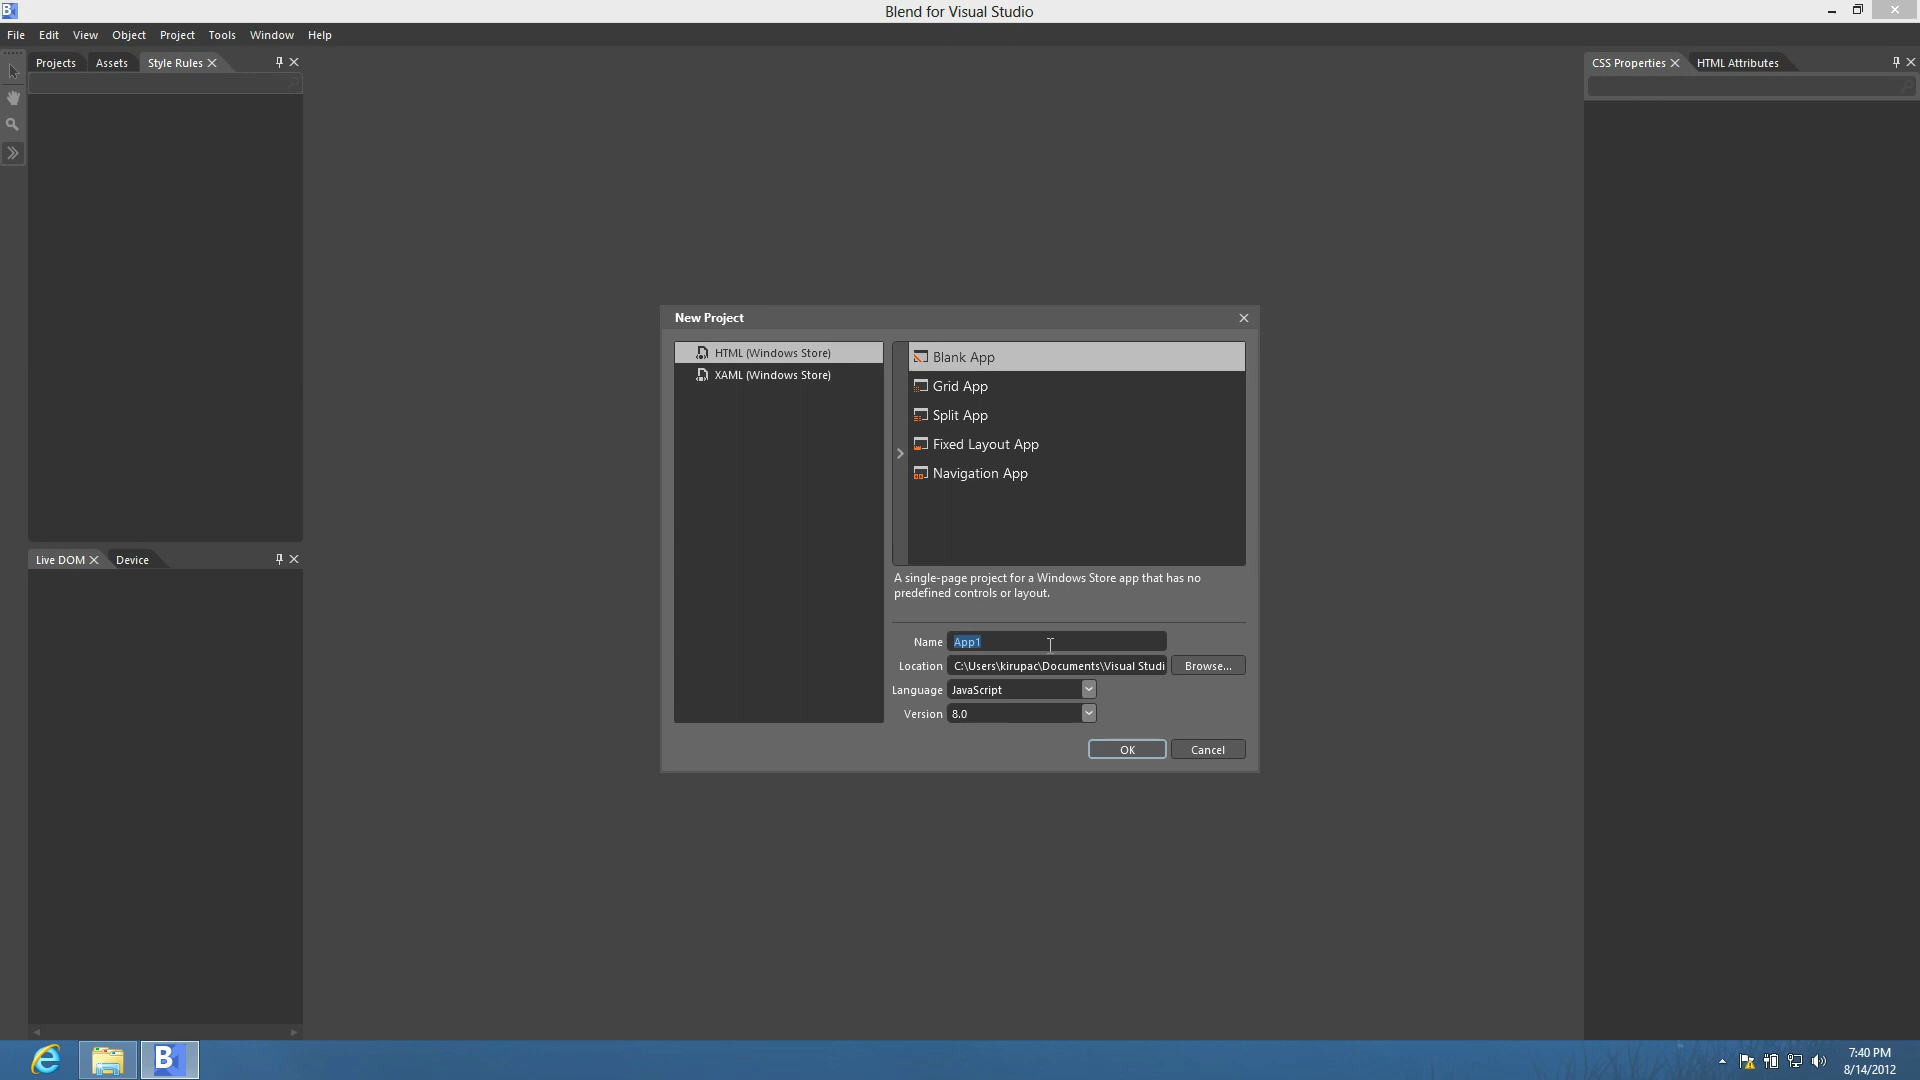 Blend for Visual Studio
File Edit View Object Project Tools Window Help
Projects Assets Style Rules
CSS Properties HTML Attributes
New Project
HTML (Windows Store)
XAML (Windows Store)
Blank App
Grid App
Split App
Fixed Layout App
Navigation App
A single-page project for a Windows Store app that has no
predefined controls or layout.
Name App1
Location C:\Users\kirupac\Documents\Visual Studi Browse...
Language JavaScript
Version 8.0
OK Cancel
Live DOM Device
7:40 PM
8/14/2012